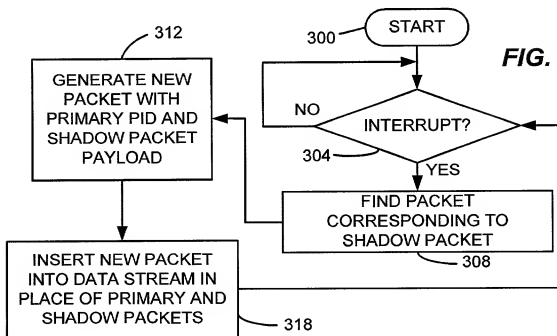 312
300
START
FIG.
GENERATE NEW
PACKET WITH
PRIMARY PID AND
SHADOW PACKET
PAYLOAD
NO
INTERRUPT?
304
YES
FIND PACKET
CORRESPONDING TO
SHADOW PACKET
308
INSERT NEW PACKET
INTO DATA STREAM IN
PLACE OF PRIMARY AND
SHADOW PACKETS
318